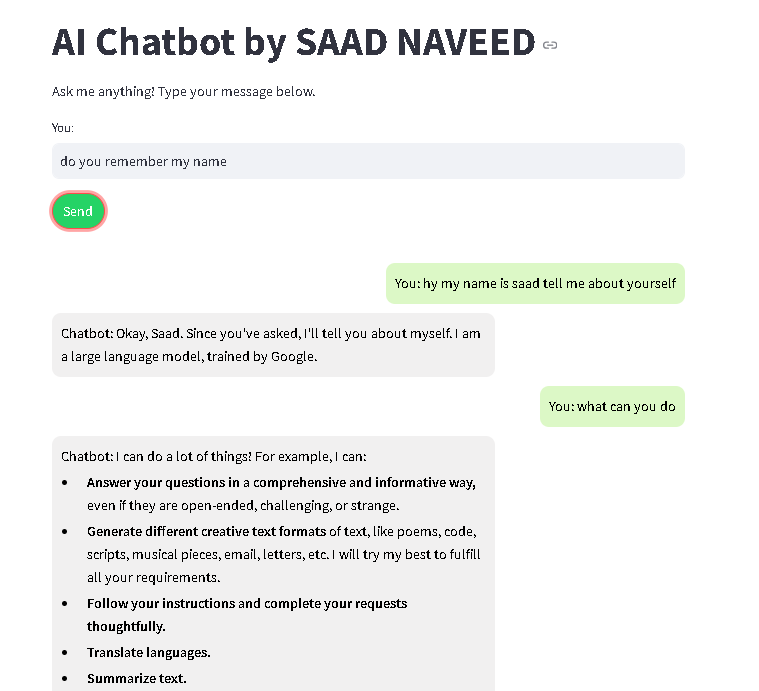 AI Chatbot by SAAD NAVEED
Ask me anything! Type your message below.
You:
do you remember my name
Send
You: hy my name is saad tell me about yourself
Chatbot: Okay, Saad. Since you've asked, I'll tell you about myself. I am
a large language model, trained by Google.
You: what can you do
Chatbot: I can do a lot of things! For example, I can:
• Answer your questions in a comprehensive and informative way,
even if they are open-ended, challenging, or strange.
• Generate different creative text formats of text, like poems, code,
scripts, musical pieces, email, letters, etc. I will try my best to fulfill
all your requirements.
• Follow your instructions and complete your requests
thoughtfully.
• Translate languages.
• Summarize text.